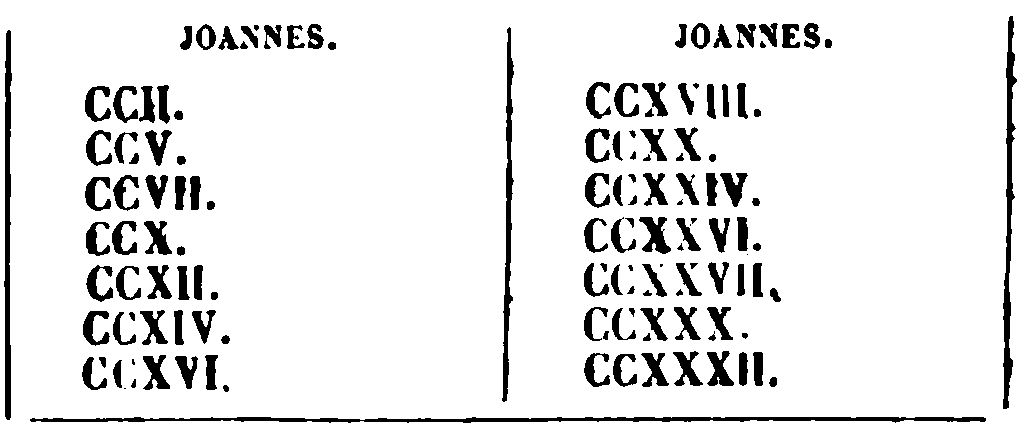 JOANNES.
CCII.
CCV.
CCVII.
CCX.
CCXII.
CCXIV.
CCXVI.
JOANNES.
CCXVIII.
CCXX.
CCXXIV.
CCXXVI.
CCXXVII.
CCXXX.
CCXXXII.